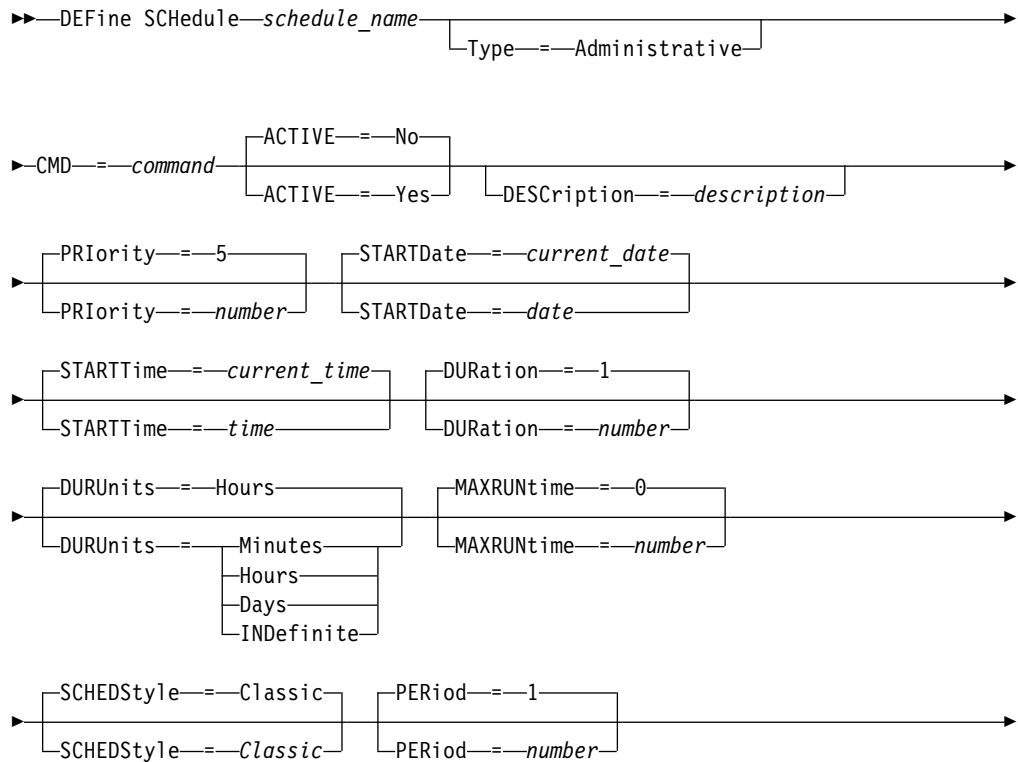 DEFine SCHedule schedule_name
Type = Administrative
CMD = command
ACTIVE = No
ACTIVE = Yes
DESCription = description
PRIority = 5
PRIority = number
STARTDate = current_date
STARTDate = date
STARTTime = current_time
STARTTime = time
DURation = 1
DURation = number
DURUnits = Hours
DURUnits = Minutes
Hours
Days
INDefinite
MAXRUNtime = 0
MAXRUNtime = number
SCHEDStyle = Classic
SCHEDStyle = Classic
PERiod = 1
PERiod = number